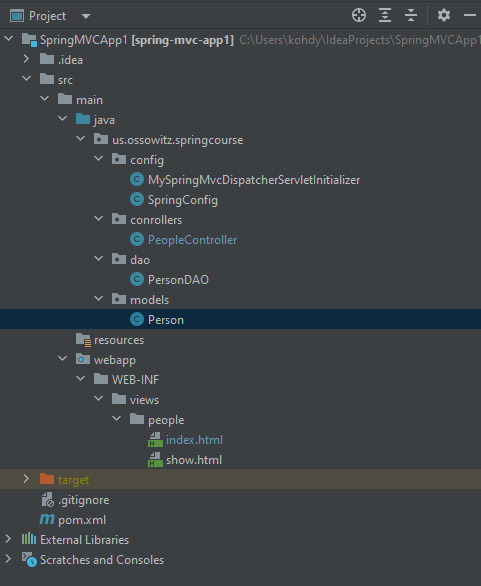 Project
SpringMVCApp1 [spring-mvc-app1] C:\Users\kohdy\IdeaProjects\SpringMVCApp1
.idea
src
main
java
us.ossowitz.springcourse
config
MySpringMvcDispatcherServletInitializer
SpringConfig
conrollers
PeopleController
dao
PersonDAO
models
Person
resources
webapp
WEB-INF
views
people
index.html
show.html
target
.gitignore
pom.xml
External Libraries
Scratches and Consoles